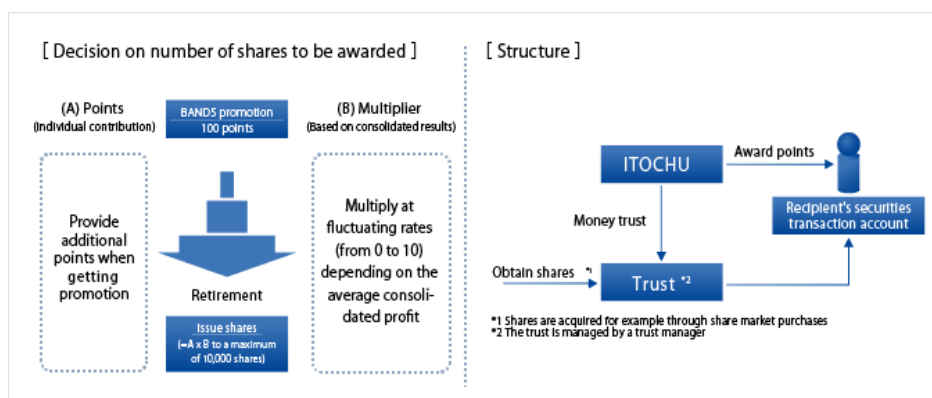 [ Decision on number of shares to be awarded ]
(A) Points
(Individual contribution)
BAND5 promotion
100 points
(B) Multiplier
(Based on consolidated results)
Provide
additional
points when
getting
promotion
Multiply at
fluctuating rates
(from 0 to 10)
depending on the
average consoli-
dated profit
Retirement
Issue shares
(=A x B to a maximum
of 10,000 shares)
[ Structure ]
ITOCHU
Award points
Recipient's securities
transaction account
Money trust
Obtain shares *1
Trust *2
*1 Shares are acquired for example through share market purchases
*2 The trust is managed by a trust manager